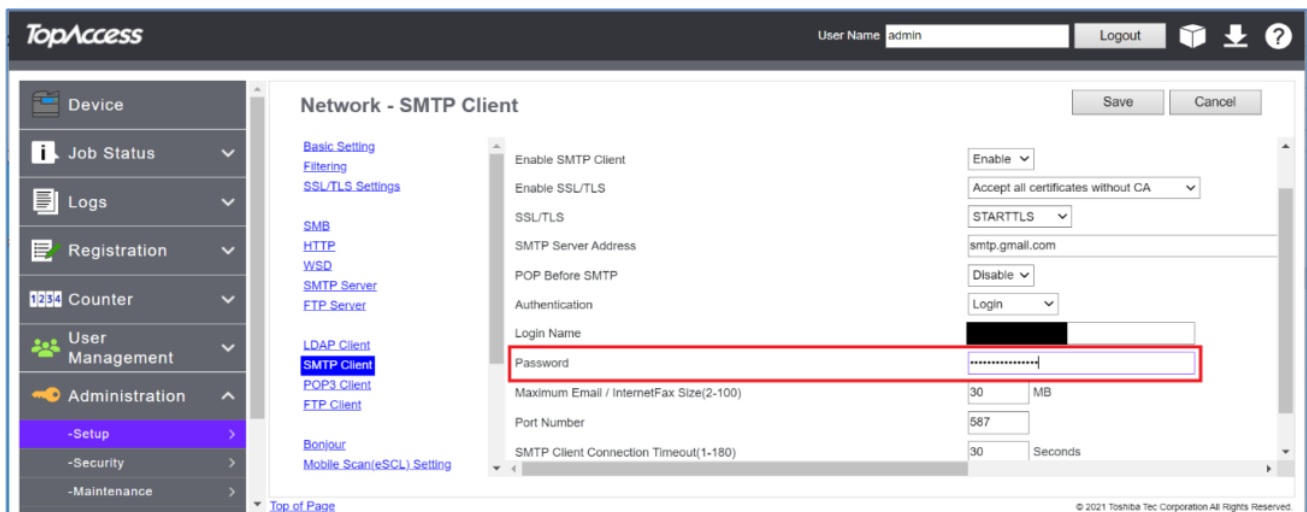 TopAccess
User Name admin Logout
Device
Job Status
Logs
Registration
1234 Counter
User
Management
Administration
-Setup
-Security
-Maintenance
Network - SMTP Client
Save Cancel
Basic Setting
Filtering
SSL/TLS Settings
SMB
HTTP
WSD
SMTP Server
FTP Server
LDAP Client
SMTP Client
POP3 Client
FTP Client
Bonjour
Mobile Scan(eSCL) Setting
Enable SMTP Client Enable
Enable SSL/TLS Accept all certificates without CA
SSL/TLS STARTTLS
SMTP Server Address smtp.gmail.com
POP Before SMTP Disable
Authentication Login
Login Name
Password ••••••••••••••••
Maximum Email / InternetFax Size(2-100) 30 MB
Port Number 587
SMTP Client Connection Timeout(1-180) 30 Seconds
Top of Page
© 2021 Toshiba Tec Corporation All Rights Reserved.